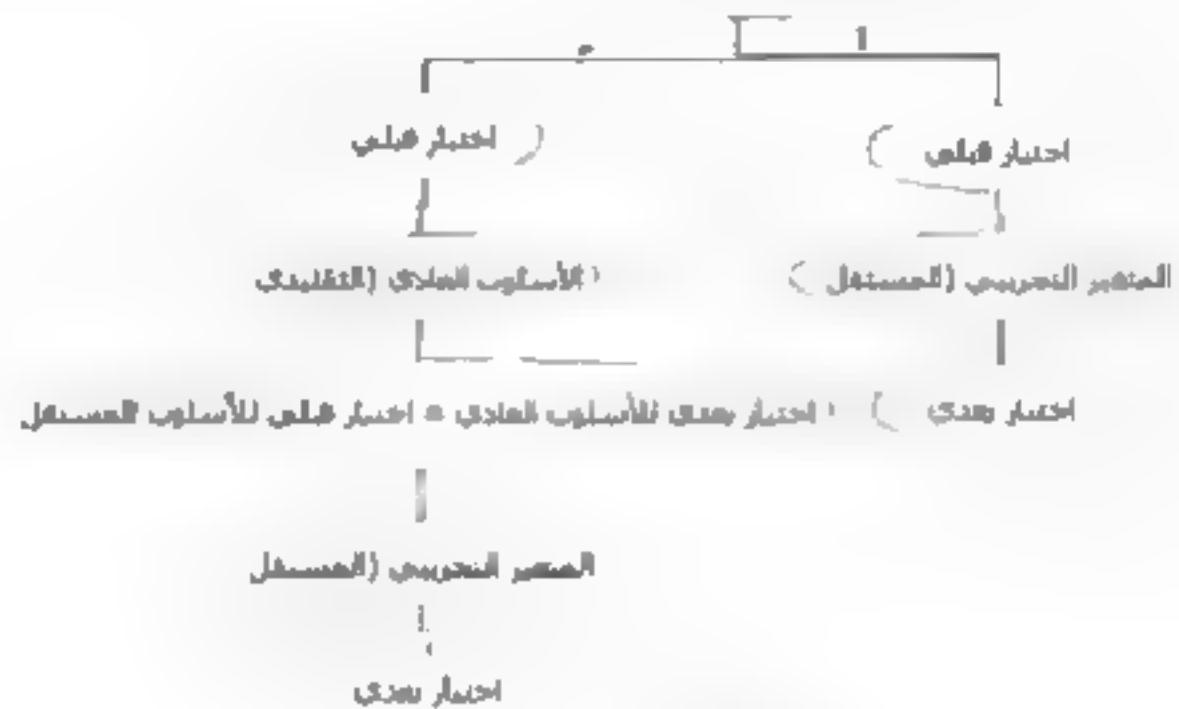 1
اختبار قبلي ( اختبار قبلي )
المتغير التجريبي (المستقل ) الأسلوب العادي (التقليدي
اختبار بعدي ( اختبار بعدي للأسلوب العادي = اختبار قبلي للأسلوب المستقل
المتغير التجريبي (المستقل
اختبار بعدي